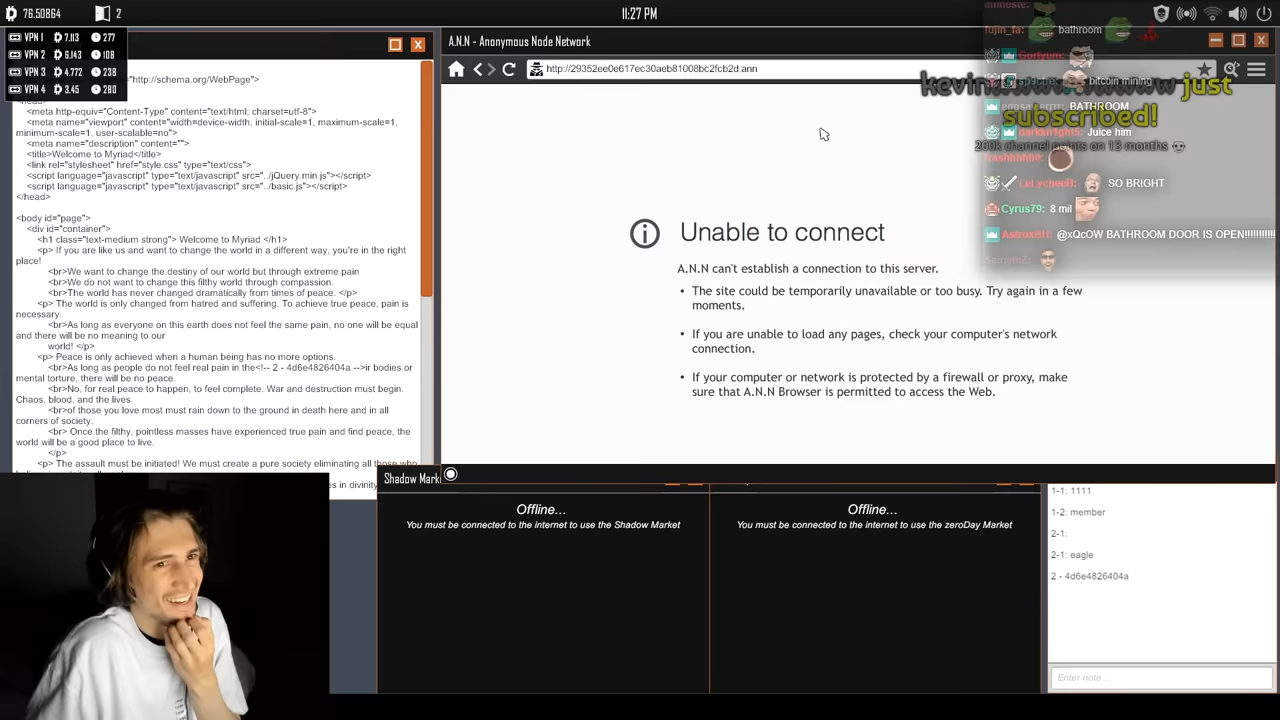 76.50864
2
11:27 PM
VPN 1 7.113 277
VPN 2 6.143 106
VPN 3 4.772 238
VPN 4 3.45 280
="http://schema.org/WebPage">
<meta http-equiv="Content-Type" content="text/html; charset=utf-8">
<meta name="viewport" content="width=device-width, initial-scale=1, maximum-scale=1,
minimum-scale=1, user-scalable=no">
<meta name="description" content="">
<title>Welcome to Myriad</title>
<link rel="stylesheet" href="style.css" type="text/css">
<script language="javascript" type="text/javascript" src="../jQuery.min.js"></script>
<script language="javascript" type="text/javascript" src="../basic.js"></script>
</head>
<body id="page">
<div id="container">
<h1 class="text-medium strong"> Welcome to Myriad </h1>
<p> If you are like us and want to change the world in a different way, you're in the right
place!
<br>We want to change the destiny of our world but through extreme pain
<br>We do not want to change this filthy world through compassion.
<br>The world has never changed dramatically from times of peace. </p>
<p> The world is only changed from hatred and suffering. To achieve true peace, pain is
necessary.
<br>As long as everyone on this earth does not feel the same pain, no one will be equal
and there will be no meaning to our
world! </p>
<p> Peace is only achieved when a human being has no more options.
<br>As long as people do not feel real pain in the<!-- 2 - 4d6e4826404a -->ir bodies or
mental torture, there will be no peace.
<br>No, for real peace to happen, to feel complete. War and destruction must begin.
Chaos, blood, and the lives
<br>of those you love most must rain down to the ground in death here and in all
corners of society.
<br> Once the filthy, pointless masses have experienced true pain and find peace, the
world will be a good place to live.
</p>
<p> The assault must be initiated! We must create a pure society eliminating all those who
es in divinity
A.N.N - Anonymous Node Network
http://29352ee0e617ec30aeb81008bc2fcb2d.ann
Unable to connect
A.N.N can't establish a connection to this server.
• The site could be temporarily unavailable or too busy. Try again in a few
moments.
• If you are unable to load any pages, check your computer's network
connection.
• If your computer or network is protected by a firewall or proxy, make
sure that A.N.N Browser is permitted to access the Web.
fujin_fa: bathroom
bitcoin mining
just
subscribed!
BATHROOM
darkkn1ght5: Juice him
200k channel points on 13 months
LeLycheeB: SO BRIGHT
Cyrus79: 8 mil
@xQcOW BATHROOM DOOR IS OPEN!!!!!!!!!!
Shadow Mark
Offline...
You must be connected to the internet to use the Shadow Market
Offline...
You must be connected to the internet to use the zeroDay Market
1-1: 1111
1-2: member
2-1:
2-1: eagle
2 - 4d6e4826404a
Enter note...